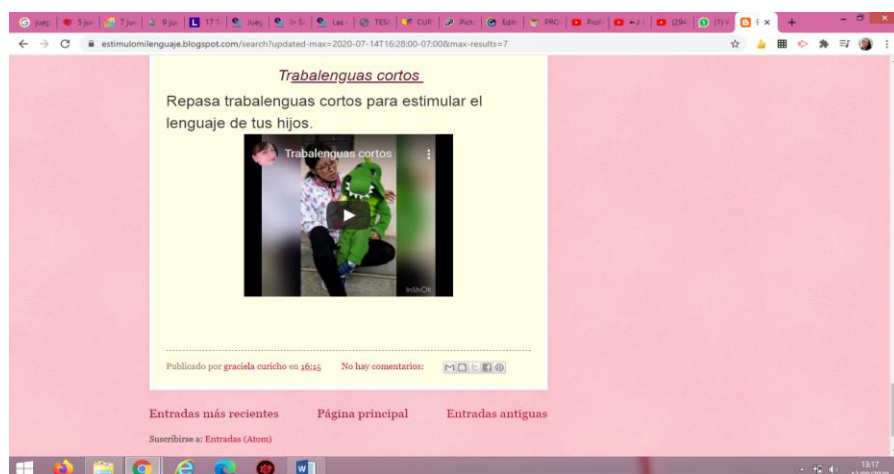 estimulomilenguaje.blogspot.com/search?updated-max=2020-07-14T16:28:00-07:00&max-results=7
Trabalenguas cortos
Repasa trabalenguas cortos para estimular el
lenguaje de tus hijos.
Trabalenguas cortos
InShOt
Publicado por graciela curicho en 16:15 No hay comentarios:
Entradas más recientes Página principal Entradas antiguas
Suscribirse a: Entradas (Atom)
13:17